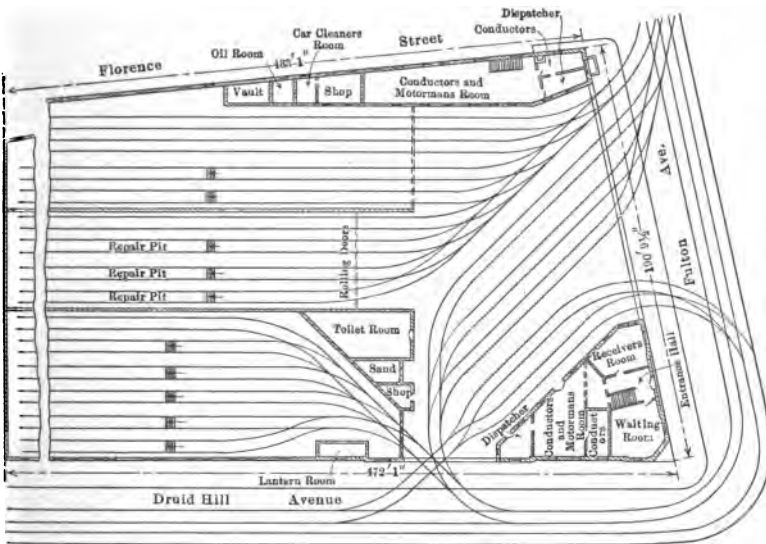 Dispatcher
Conductors
Car Cleaners
Room
Oil Room
Florence Street
183'1"
Vault
Shop
Conductors and
Motormans Room
Ave.
Fulton
190' 9½"
Rolling Doors
Repair Pit
Repair Pit
Repair Pit
Toilet Room
Sand
Shop
Receivers
Room
Entrance Hall
Dispatcher
Conductors
and
Motormans
Room
Conduct
ors
Waiting
Room
Lantern Room
472'1"
Druid Hill Avenue